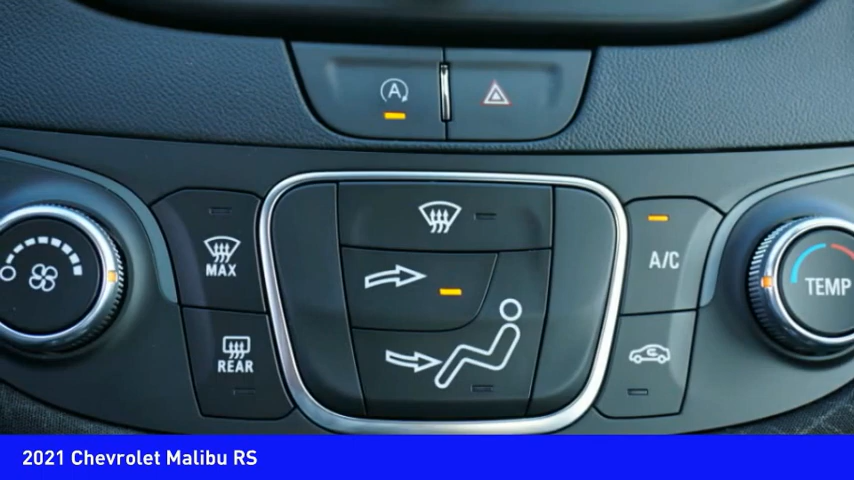 A
MAX
A/C
TEMP
REAR
2021 Chevrolet Malibu RS